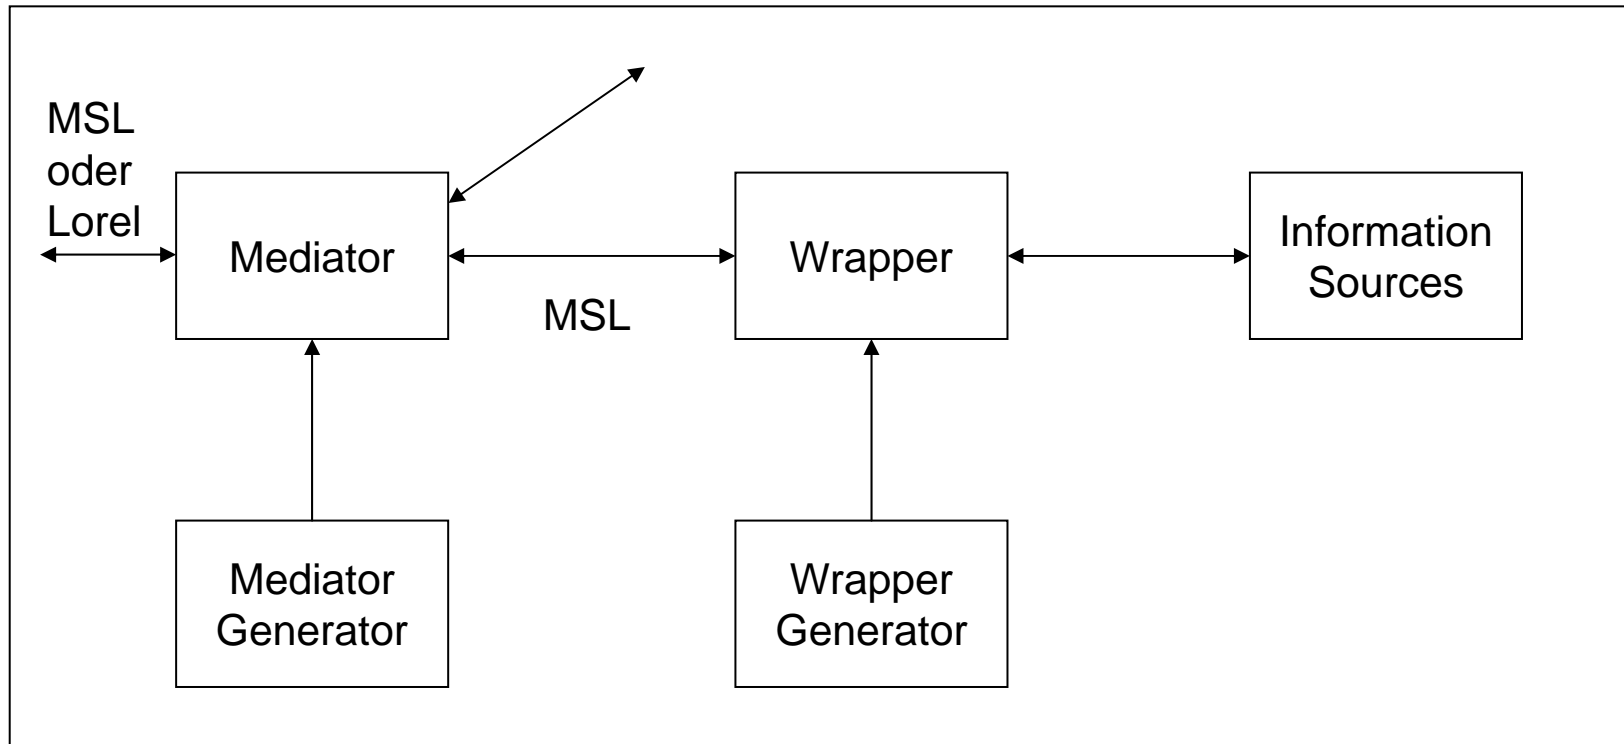 MSL
oder
Lorel
Mediator
MSL
Wrapper
Information
Sources
Mediator
Generator
Wrapper
Generator